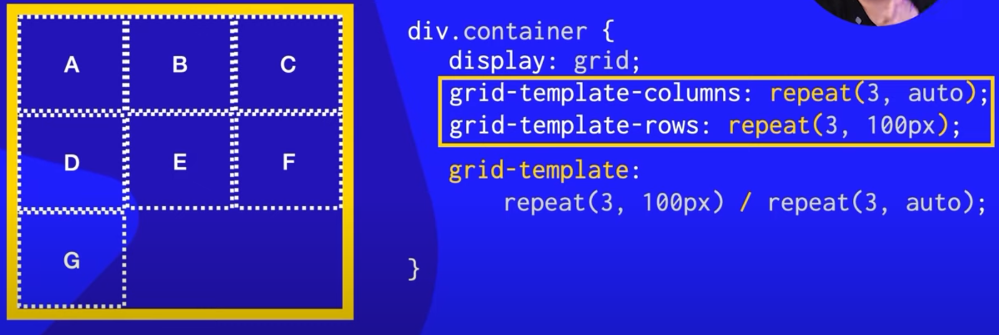 A B C
D E F
G
div.container {
display: grid;
grid-template-columns: repeat(3, auto);
grid-template-rows: repeat(3, 100px);
grid-template:
repeat(3, 100px) / repeat(3, auto);
}